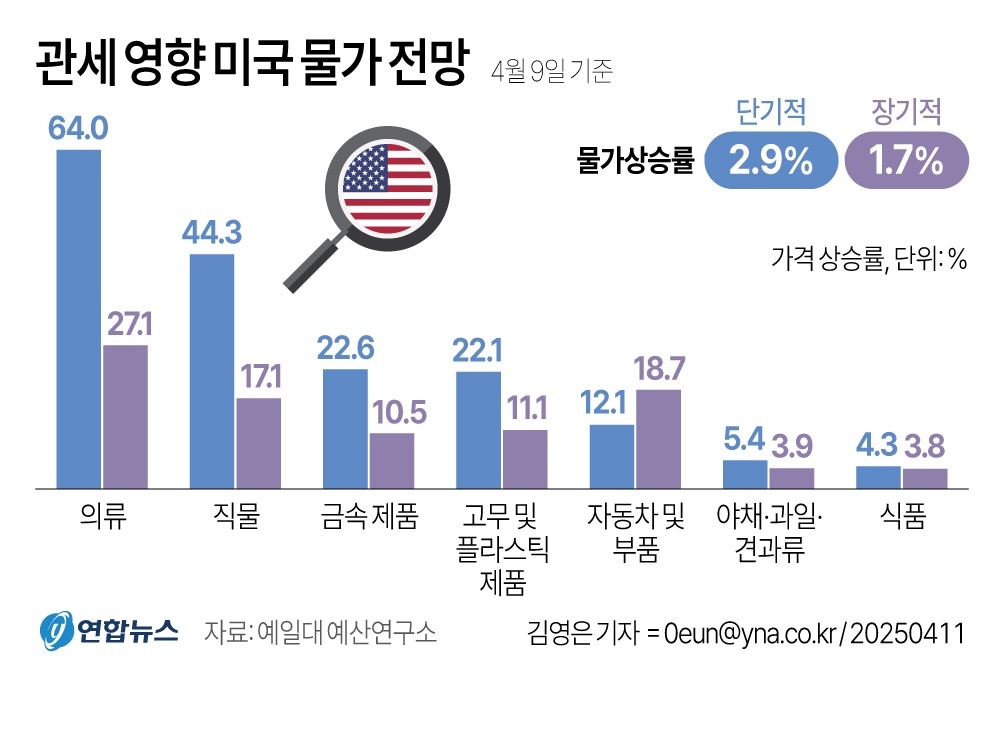 관세 영향 미국 물가 전망 4월 9일 기준
단기적 장기적
물가상승률 2.9% 1.7%
가격 상승률, 단위: %
64.0 27.1
44.3 17.1
22.6 10.5
22.1 11.1
12.1 18.7
5.4 3.9
4.3 3.8
의류
직물
금속 제품
고무 및
플라스틱
제품
자동차 및
부품
야채·과일·
견과류
식품
연합뉴스 자료: 예일대 예산연구소 김영은 기자 = 0eun@yna.co.kr / 20250411